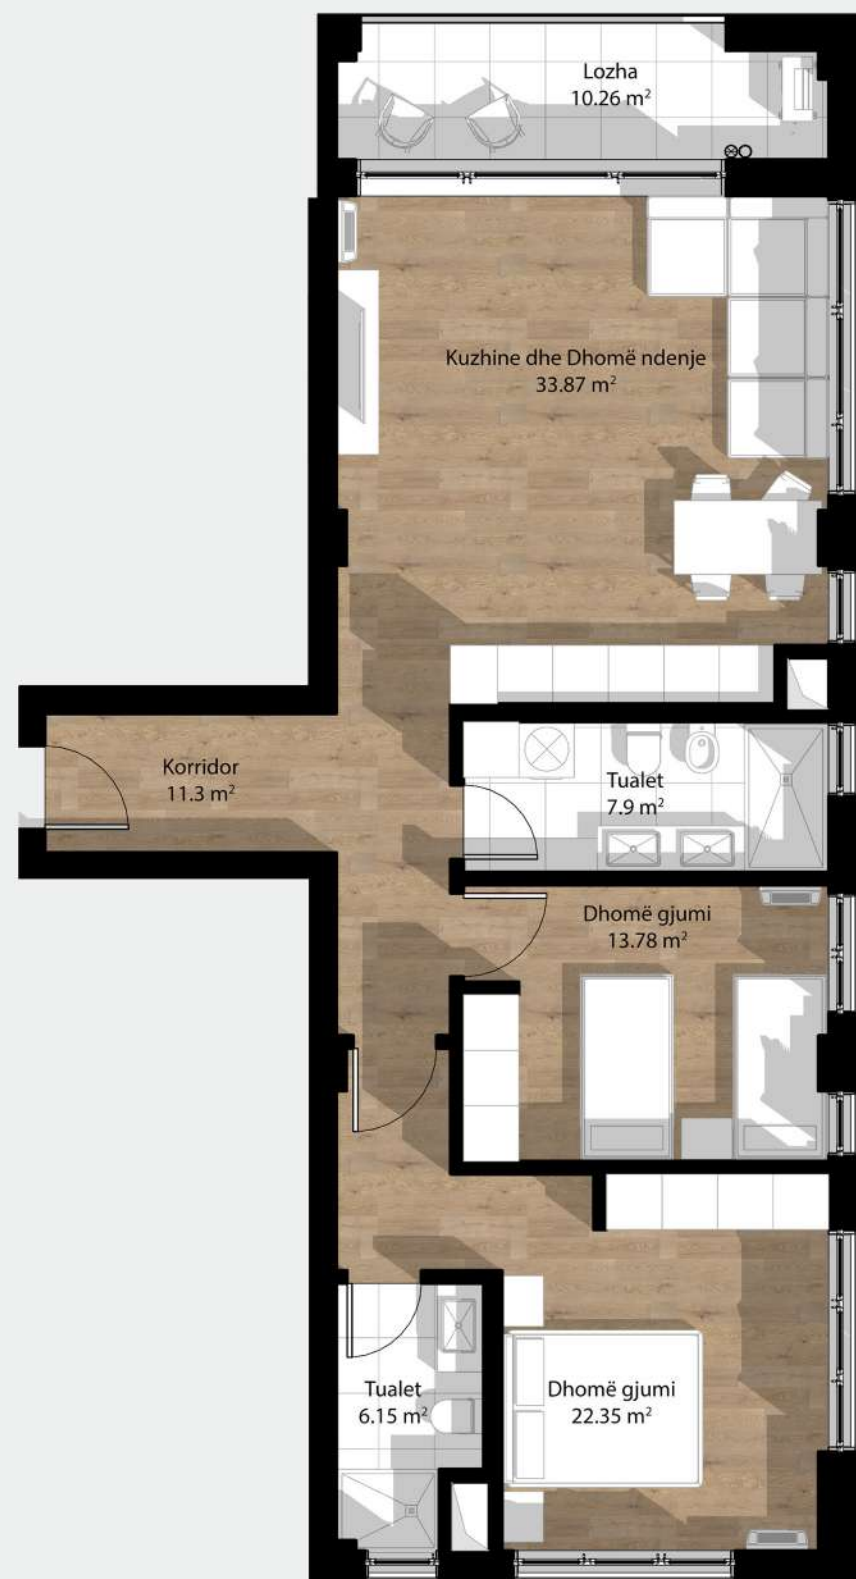 Lozha
10.26 m²
Kuzhine dhe Dhomë ndenje
33.87 m²
Korridor
11.3 m²
Tualet
7.9 m²
Dhomë gjumi
13.78 m²
Tualet
6.15 m²
Dhomë gjumi
22.35 m²